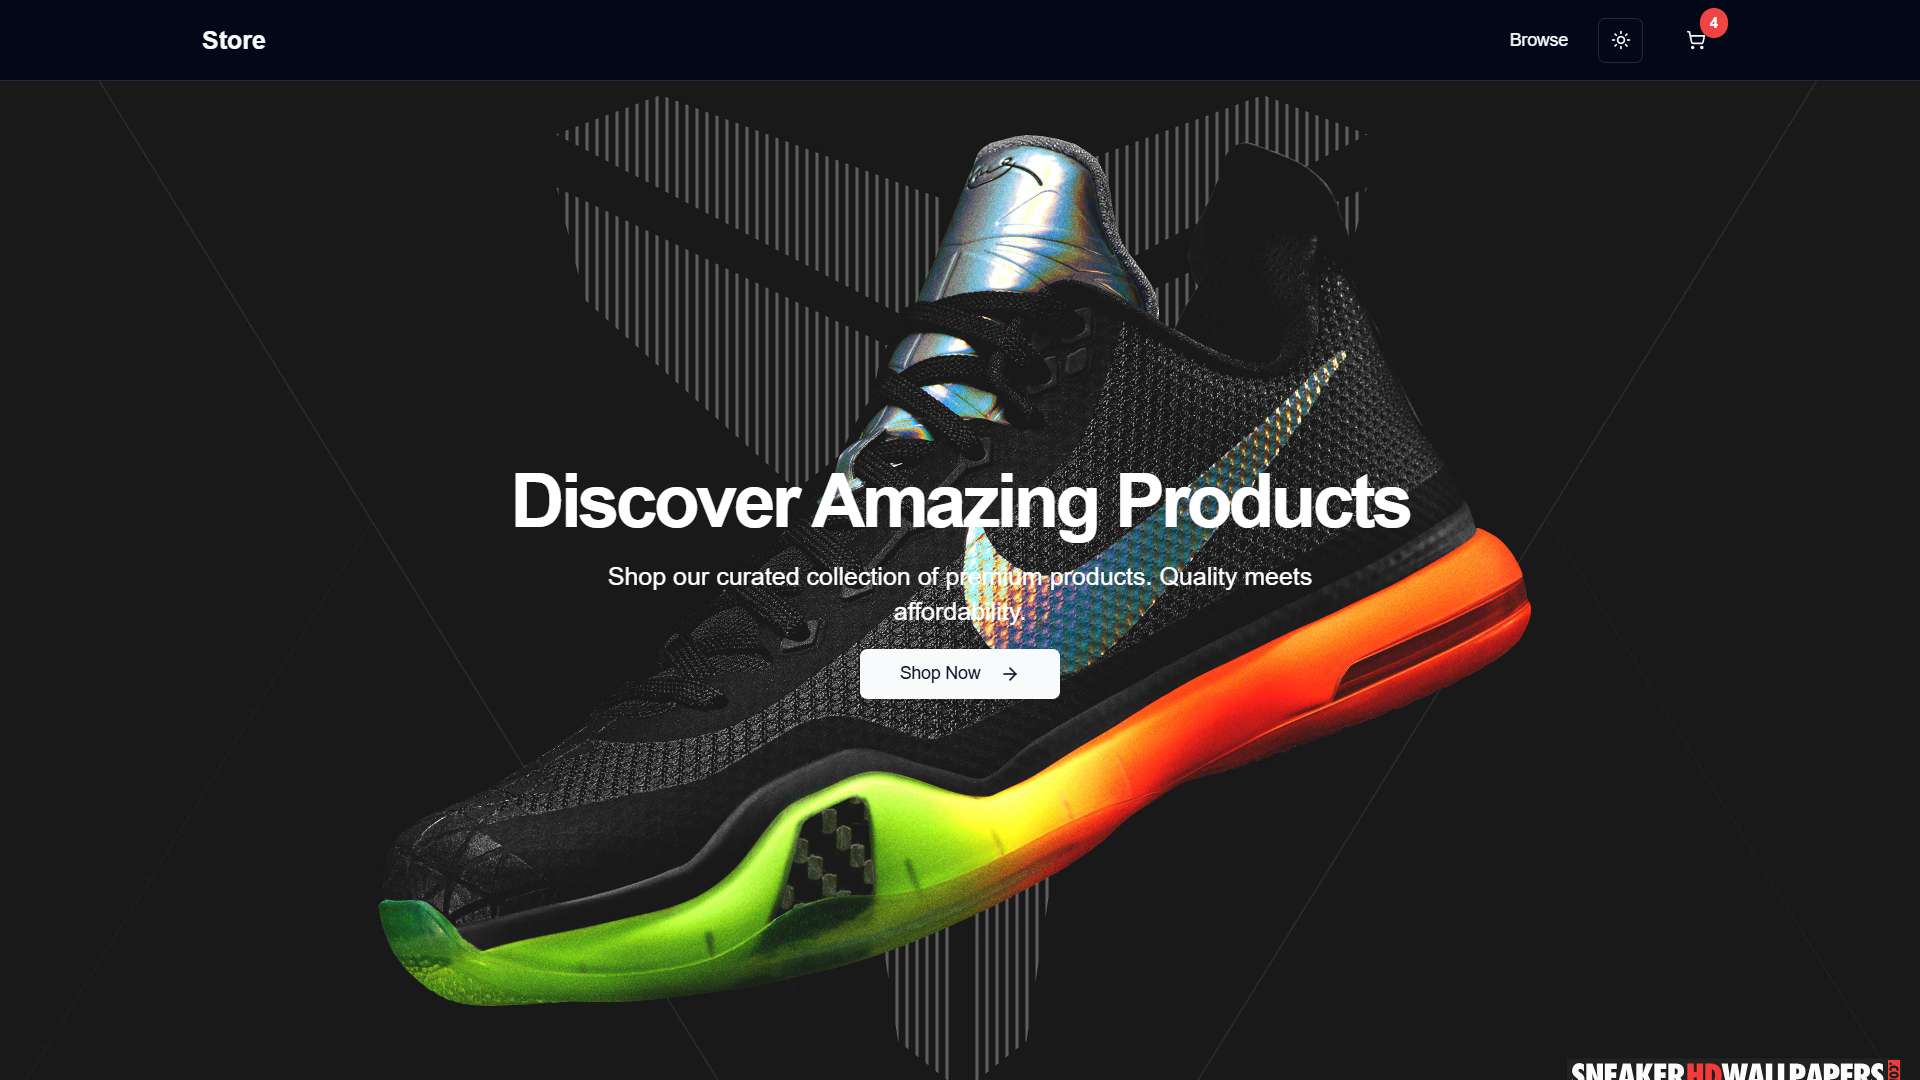 Store
Browse
4
Discover Amazing Products
Shop our curated collection of premium products. Quality meets
affordability.
Shop Now
SNEAKERHDWALLPAPERS